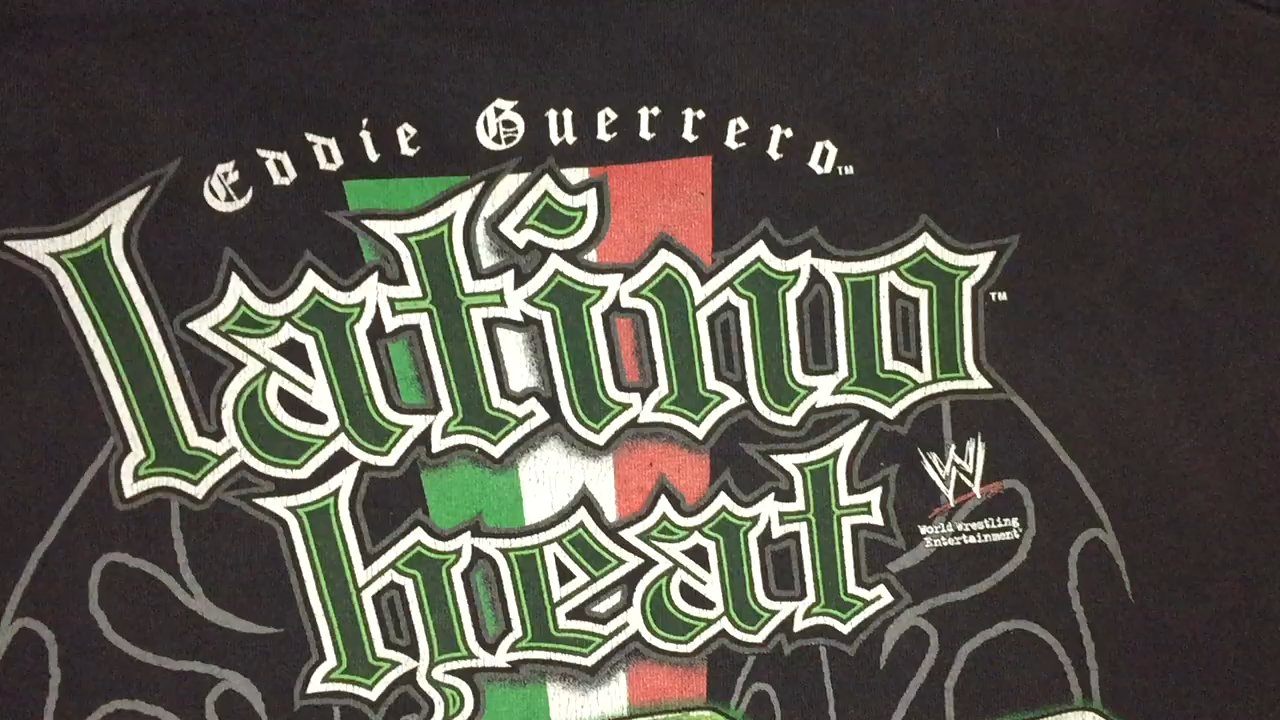 Eddie Guerrero™
Latino™
heat
W
World Wrestling
Entertainment